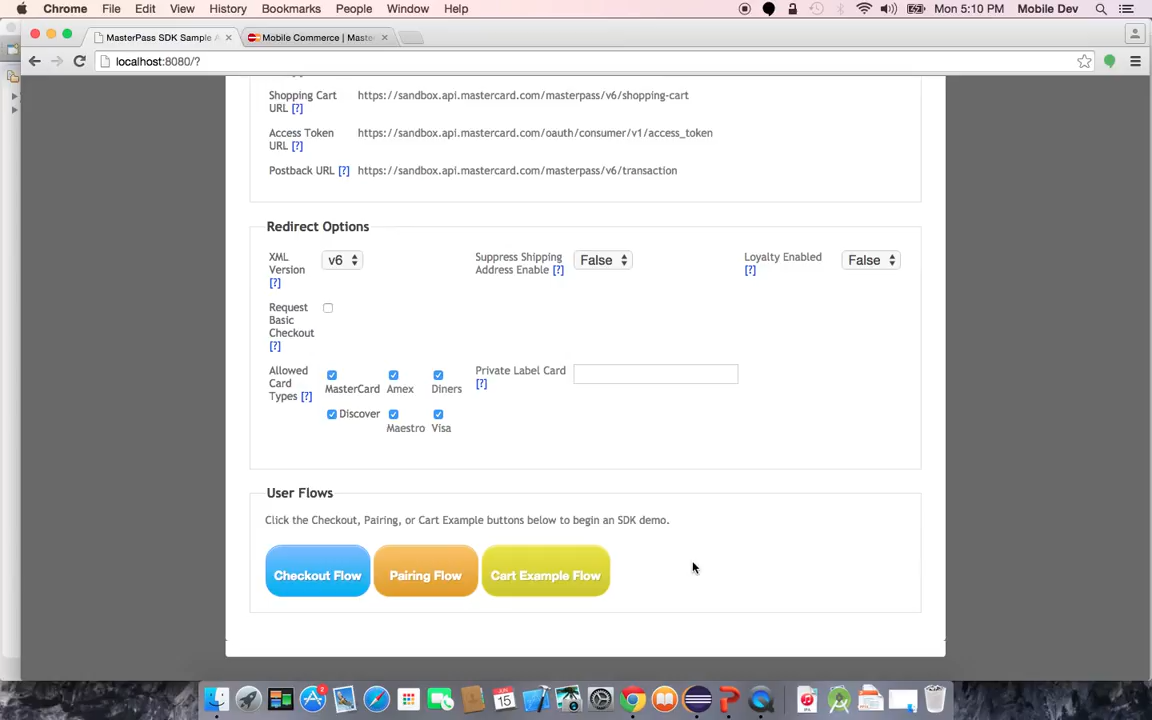 Chrome File Edit View History Bookmarks People Window Help Mon 5:10 PM Mobile Dev
MasterPass SDK Sample A
Mobile Commerce | Maste
localhost:8080/?
Shopping Cart URL [?] https://sandbox.api.mastercard.com/masterpass/v6/shopping-cart
Access Token URL [?] https://sandbox.api.mastercard.com/oauth/consumer/v1/access_token
Postback URL [?] https://sandbox.api.mastercard.com/masterpass/v6/transaction
Redirect Options
XML Version [?] v6
Suppress Shipping Address Enable [?] False
Loyalty Enabled [?] False
Request Basic Checkout [?]
Allowed Card Types [?]
MasterCard Amex Diners
Discover Maestro Visa
Private Label Card [?]
User Flows
Click the Checkout, Pairing, or Cart Example buttons below to begin an SDK demo.
Checkout Flow Pairing Flow Cart Example Flow
2
15